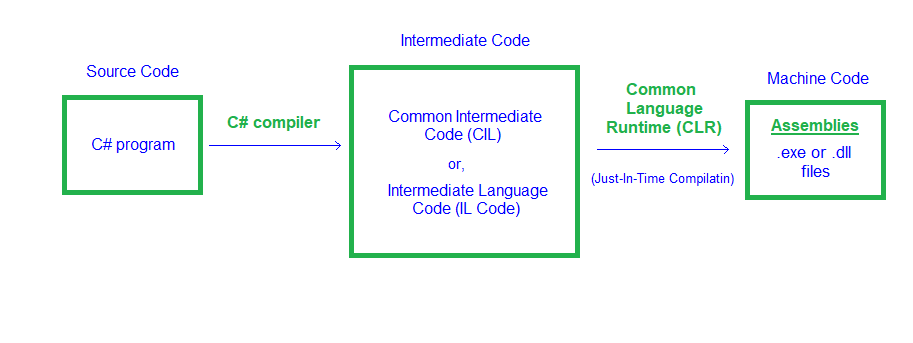 Source Code
C# program
C# compiler
Intermediate Code
Common Intermediate
Code (CIL)
or,
Intermediate Language
Code (IL Code)
Common
Language
Runtime (CLR)
(Just-In-Time Compilatin)
Machine Code
Assemblies
.exe or .dll
files